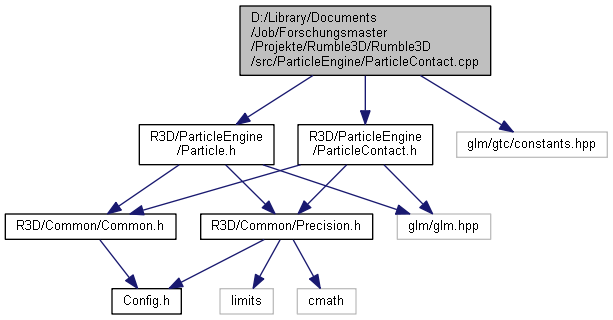 D:/Library/Documents
/Job/Forschungsmaster
/Projekte/Rumble3D/Rumble3D
/src/ParticleEngine/ParticleContact.cpp
R3D/ParticleEngine
/Particle.h
R3D/ParticleEngine
/ParticleContact.h
glm/gtc/constants.hpp
R3D/Common/Common.h
R3D/Common/Precision.h
glm/glm.hpp
Config.h
limits
cmath